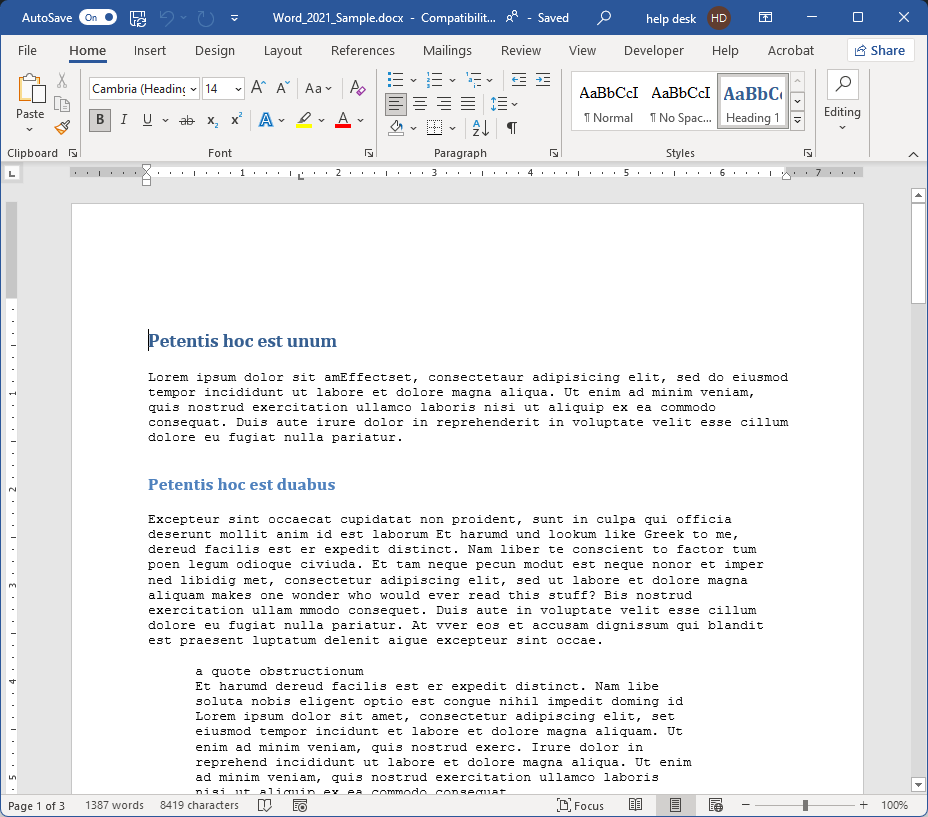 AutoSave On Word_2021_Sample.docx - Compatibilit... - Saved help desk HD
File Home Insert Design Layout References Mailings Review View Developer Help Acrobat Share
Cambria (Heading 14 A A Aa A AaBbCcI AaBbCcI AaBbCc
Paste B I U ab x2 x2 A A A Z ¶ ¶ Normal ¶ No Spac... Heading 1 Editing
Clipboard Font Paragraph Styles
L 1 2 3 4 5 6 7
Petentis hoc est unum
Lorem ipsum dolor sit amEffectset, consectetaur adipisicing elit, sed do eiusmod
tempor incididunt ut labore et dolore magna aliqua. Ut enim ad minim veniam,
quis nostrud exercitation ullamco laboris nisi ut aliquip ex ea commodo
consequat. Duis aute irure dolor in reprehenderit in voluptate velit esse cillum
dolore eu fugiat nulla pariatur.
Petentis hoc est duabus
Excepteur sint occaecat cupidatat non proident, sunt in culpa qui officia
deserunt mollit anim id est laborum Et harumd und lookum like Greek to me,
dereud facilis est er expedit distinct. Nam liber te conscient to factor tum
poen legum odioque civiuda. Et tam neque pecun modut est neque nonor et imper
ned libidig met, consectetur adipiscing elit, sed ut labore et dolore magna
aliquam makes one wonder who would ever read this stuff? Bis nostrud
exercitation ullam mmodo consequet. Duis aute in voluptate velit esse cillum
dolore eu fugiat nulla pariatur. At vver eos et accusam dignissum qui blandit
est praesent luptatum delenit aigue excepteur sint occae.
a quote obstructionum
Et harumd dereud facilis est er expedit distinct. Nam libe
soluta nobis eligent optio est congue nihil impedit doming id
Lorem ipsum dolor sit amet, consectetur adipiscing elit, set
eiusmod tempor incidunt et labore et dolore magna aliquam. Ut
enim ad minim veniam, quis nostrud exerc. Irure dolor in
reprehend incididunt ut labore et dolore magna aliqua. Ut enim
ad minim veniam, quis nostrud exercitation ullamco laboris
nisi ut aliquip ex ea commodo consequat
Page 1 of 3 1387 words 8419 characters Focus 100%